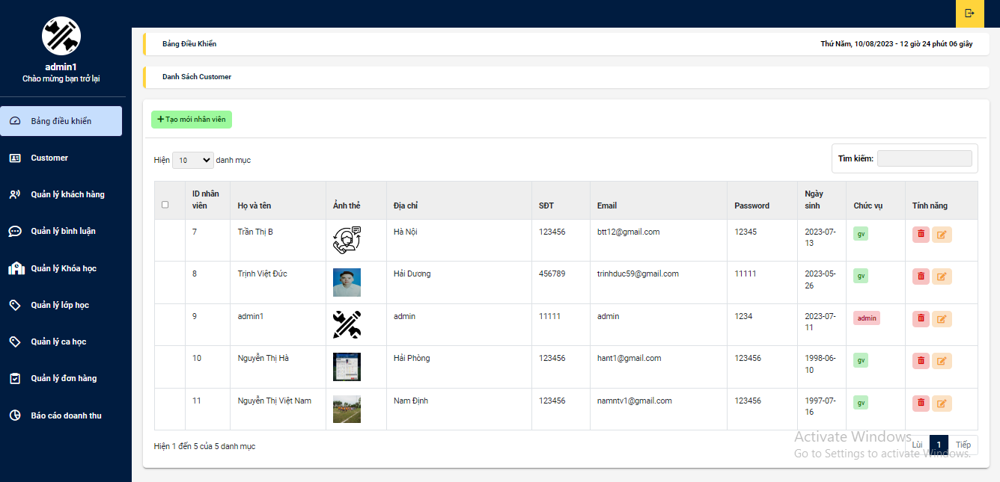 admin1
Chào mừng bạn trở lại
Bảng điều khiển
Customer
Quản lý khách hàng
Quản lý bình luận
Quản lý Khóa học
Quản lý lớp học
Quản lý ca học
Quản lý đơn hàng
Báo cáo doanh thu
Bảng Điều Khiển Thứ Năm, 10/08/2023 - 12 giờ 24 phút 06 giây
Danh Sách Customer
+Tạo mới nhân viên
Hiện 10 danh mục Tìm kiếm:
ID nhân viên Họ và tên Ảnh thẻ Địa chỉ SĐT Email Password Ngày sinh Chức vụ Tính năng
7 Trần Thị B Hà Nội 123456 btt12@gmail.com 12345 2023-07-13 gv
8 Trịnh Việt Đức Hải Dương 456789 trinhduc59@gmail.com 11111 2023-05-26 gv
9 admin1 admin 11111 admin 1234 2023-07-11 admin
10 Nguyễn Thị Hà Hải Phòng 123456 hant1@gmail.com 123456 1998-06-10 gv
11 Nguyễn Thị Việt Nam Nam Định 123456 namntv1@gmail.com 123456 1997-07-16 gv
Hiện 1 đến 5 của 5 danh mục Lùi 1 Tiếp
Activate Windows
Go to Settings to activate Windows.